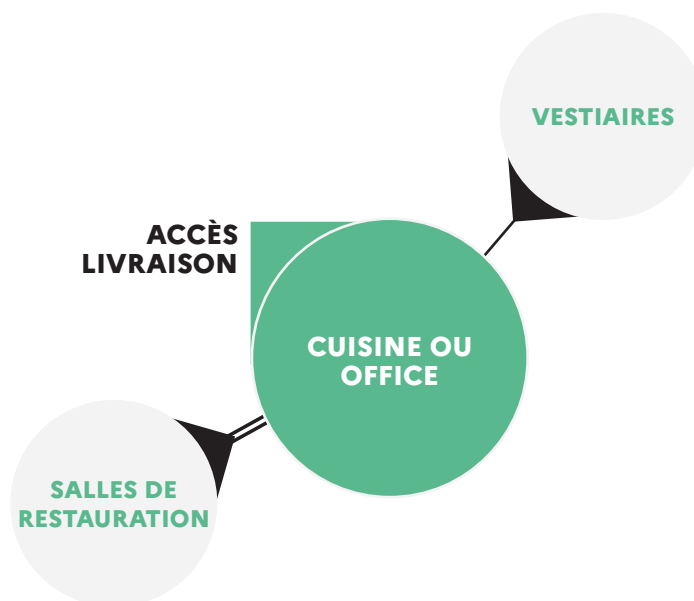 VESTIAIRES
ACCÈS
LIVRAISON
CUISINE OU
OFFICE
SALLES DE
RESTAURATION